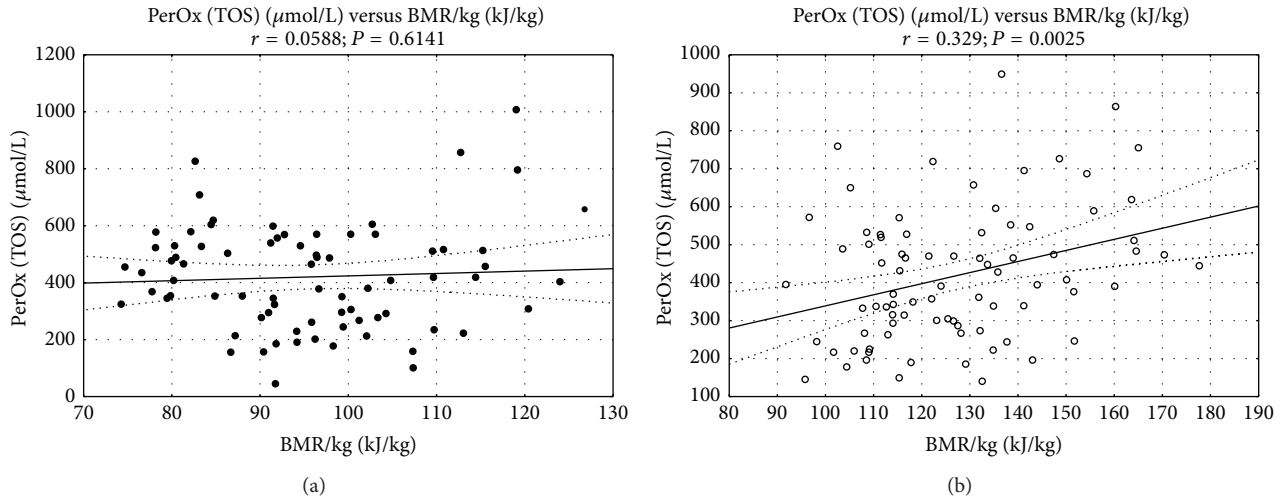 PerOx (TOS) (μmol/L) versus BMR/kg (kJ/kg)
r = 0.0588; P = 0.6141
1200
1000
800
600
400
200
0
PerOx (TOS) (μmol/L)
70 80 90 100 110 120 130
BMR/kg (kJ/kg)
(a)
PerOx (TOS) (μmol/L) versus BMR/kg (kJ/kg)
r = 0.329; P = 0.0025
1000
900
800
700
600
500
400
300
200
100
PerOx (TOS) (μmol/L)
80 90 100 110 120 130 140 150 160 170 180 190
BMR/kg (kJ/kg)
(b)